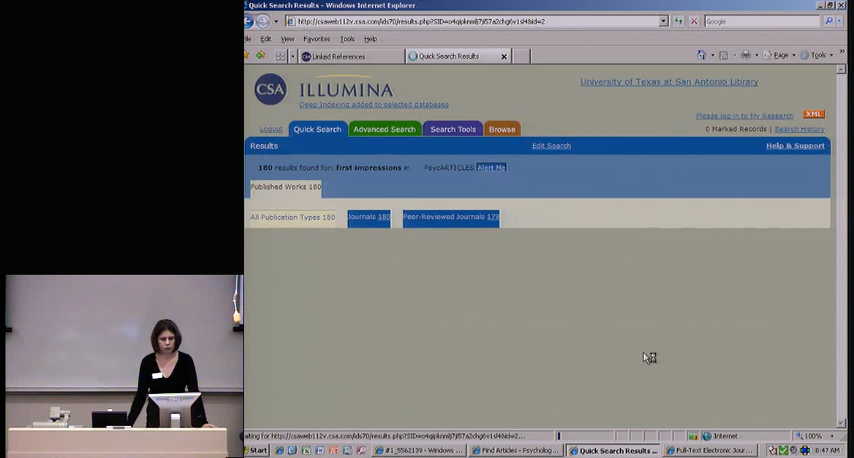 Quick Search Results - Windows Internet Explorer
Google
Edit View Favorites Tools Help
Linked References Quick Search Results Page Tools
CSA ILLUMINA University of Texas at San Antonio Library
Deep Indexing added to selected databases
Please log in to My Research XML
Logout Quick Search Advanced Search Search Tools Browse 0 Marked Records | Search History
Results Edit Search Help & Support
180 results found for: first impressions in PsycARTICLES Alert Me
Published Works 180
All Publication Types 180 Journals 180 Peer-Reviewed Journals 179
Internet 100%
Start #1_5562139 - Windows ... Find Articles - Psycholog... Quick Search Results ... Full-Text Electronic Jour... 8:47 AM